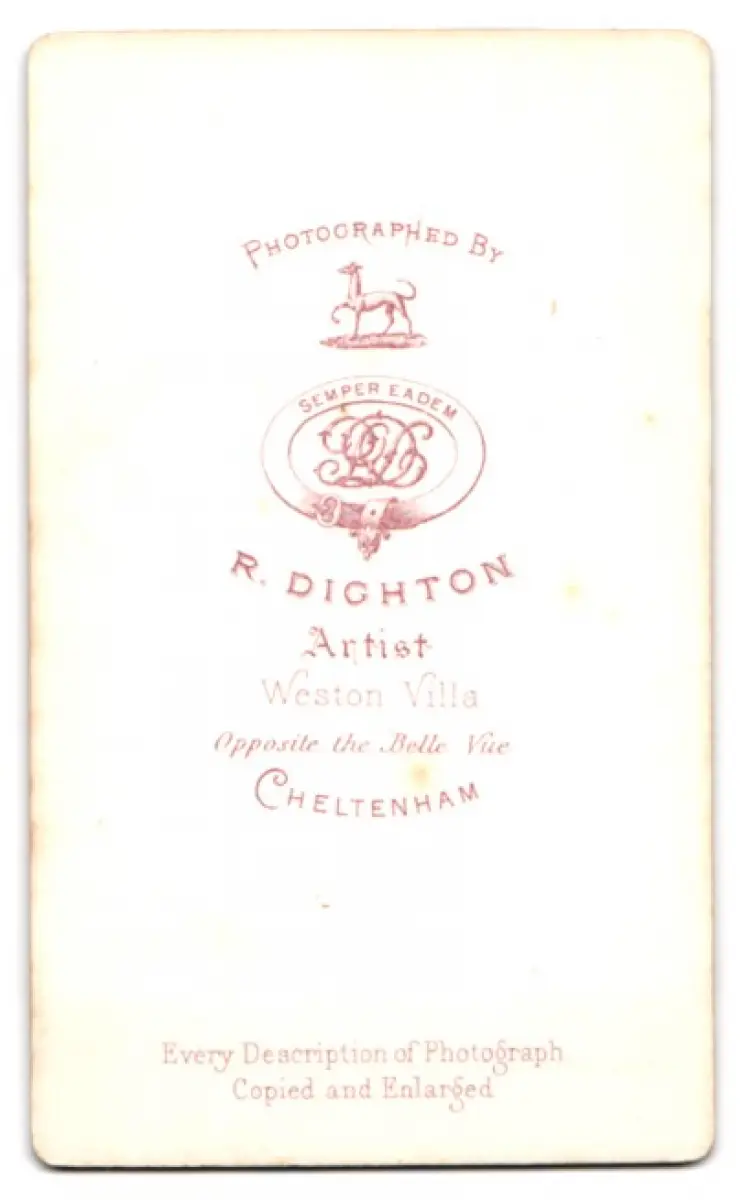 PHOTOGRAPHED BY
SEMPER EADEM
RD
R. DIGHTON
Artist
Weston Villa
Opposite the Belle Vue
CHELTENHAM
Every Description of Photograph
Copied and Enlarged